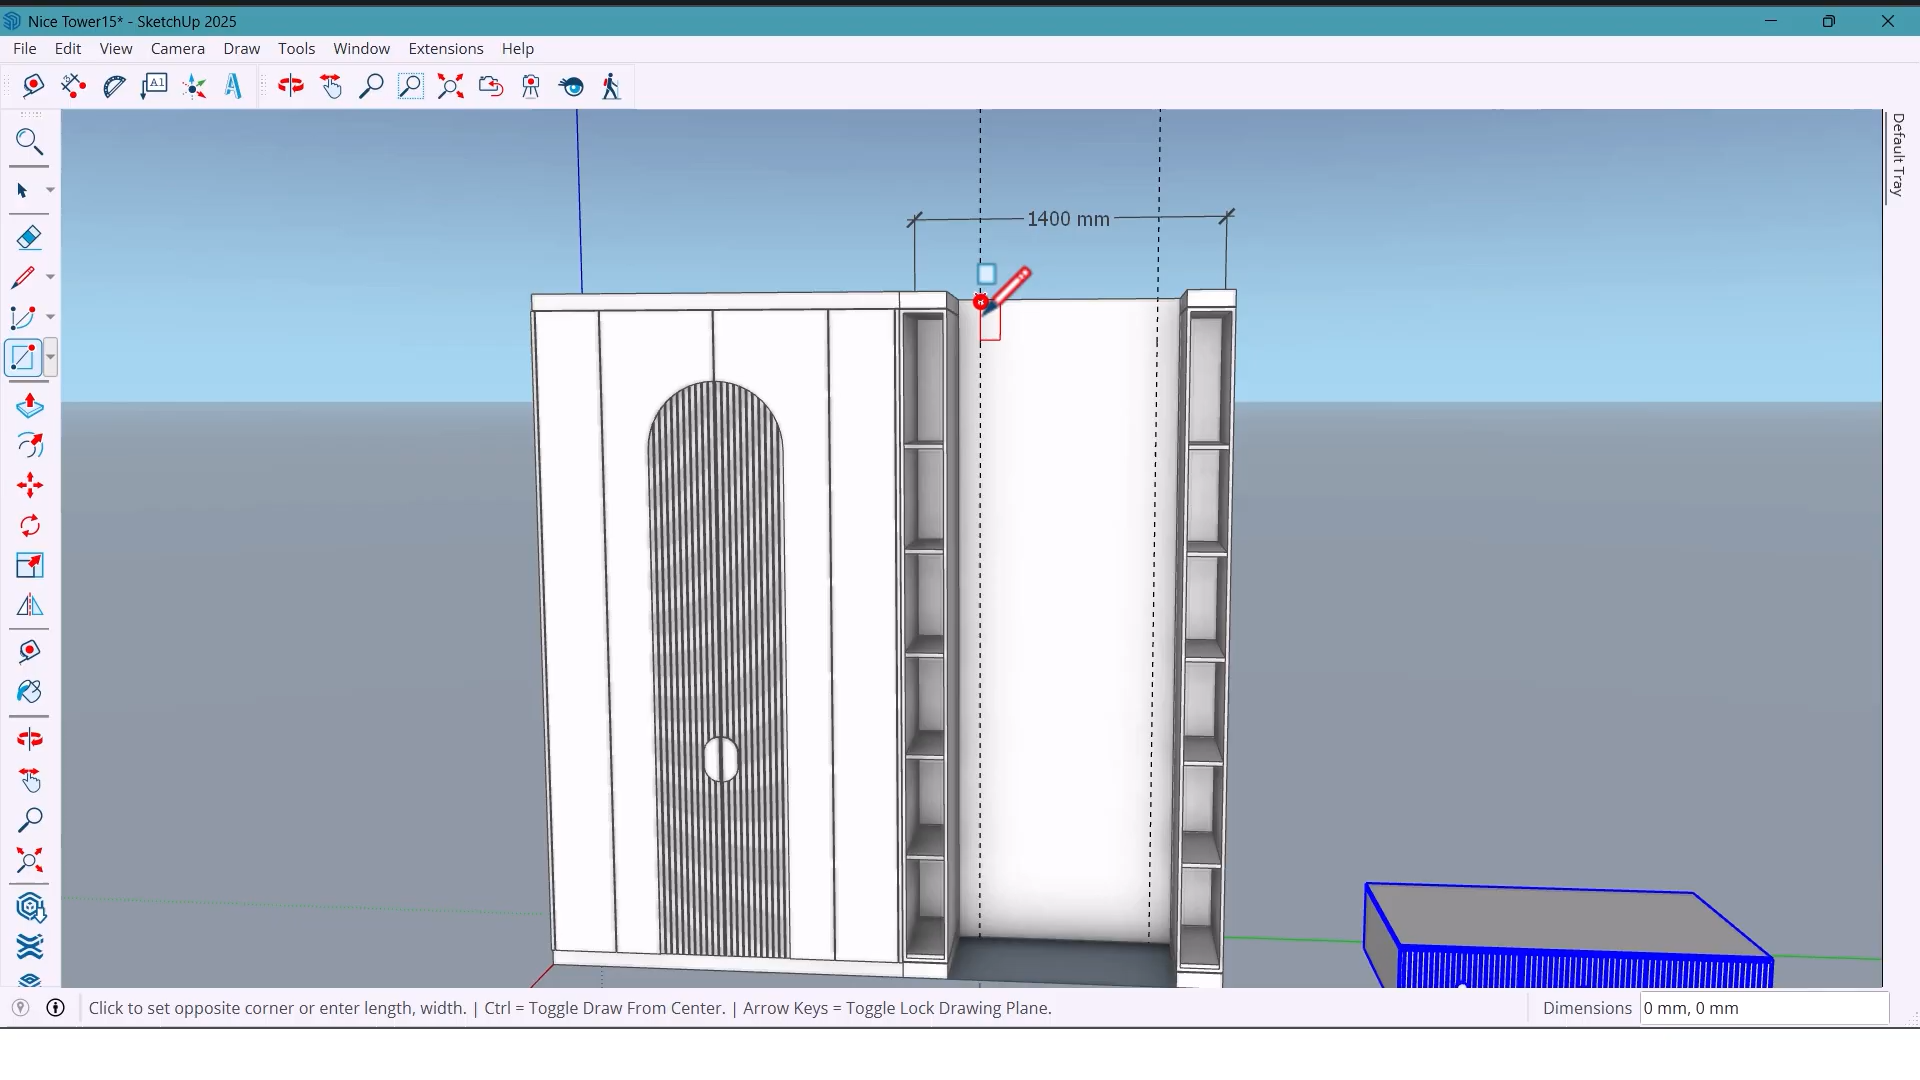 Nice Tower15* - SketchUp 2025
File Edit View Camera Draw Tools Window Extensions Help
A1
Default Tray
1400 mm
Click to set opposite corner or enter length, width. | Ctrl = Toggle Draw From Center. | Arrow Keys = Toggle Lock Drawing Plane.
Dimensions 0 mm, 0 mm